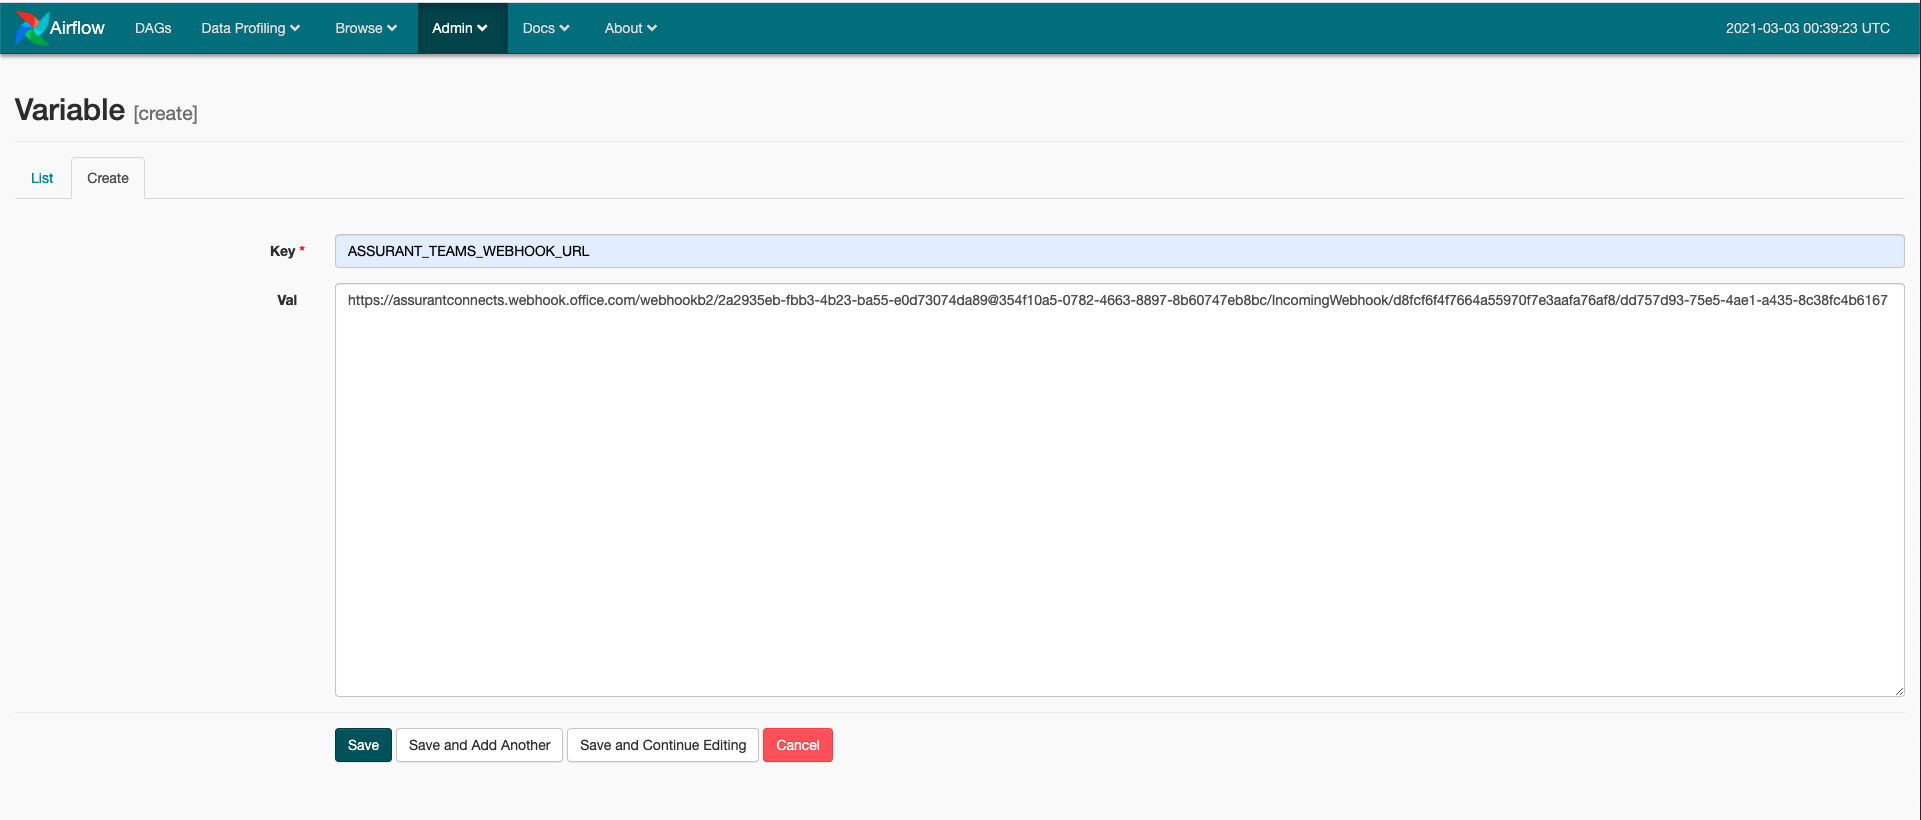 Airflow DAGs Data Profiling Browse Admin Docs About 2021-03-03 00:39:23 UTC
Variable [create]
List Create
Key *
ASSURANT_TEAMS_WEBHOOK_URL
Val
https://assurantconnects.webhook.office.com/webhookb2/2a2935eb-fbb3-4b23-ba55-e0d73074da89@354f10a5-0782-4663-8897-8b60747eb8bc/IncomingWebhook/d8fcf6f4f7664a55970f7e3aafa76af8/dd757d93-75e5-4ae1-a435-8c38fc4b6167
Save Save and Add Another Save and Continue Editing Cancel